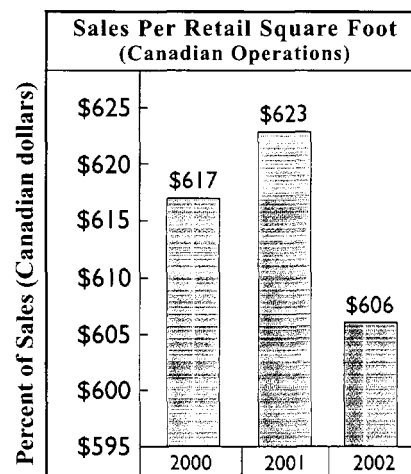 Sales Per Retail Square Foot
(Canadian Operations)
Percent of Sales (Canadian dollars)
$625
$620
$615
$610
$605
$600
$595
$617
$623
$606
2000 2001 2002